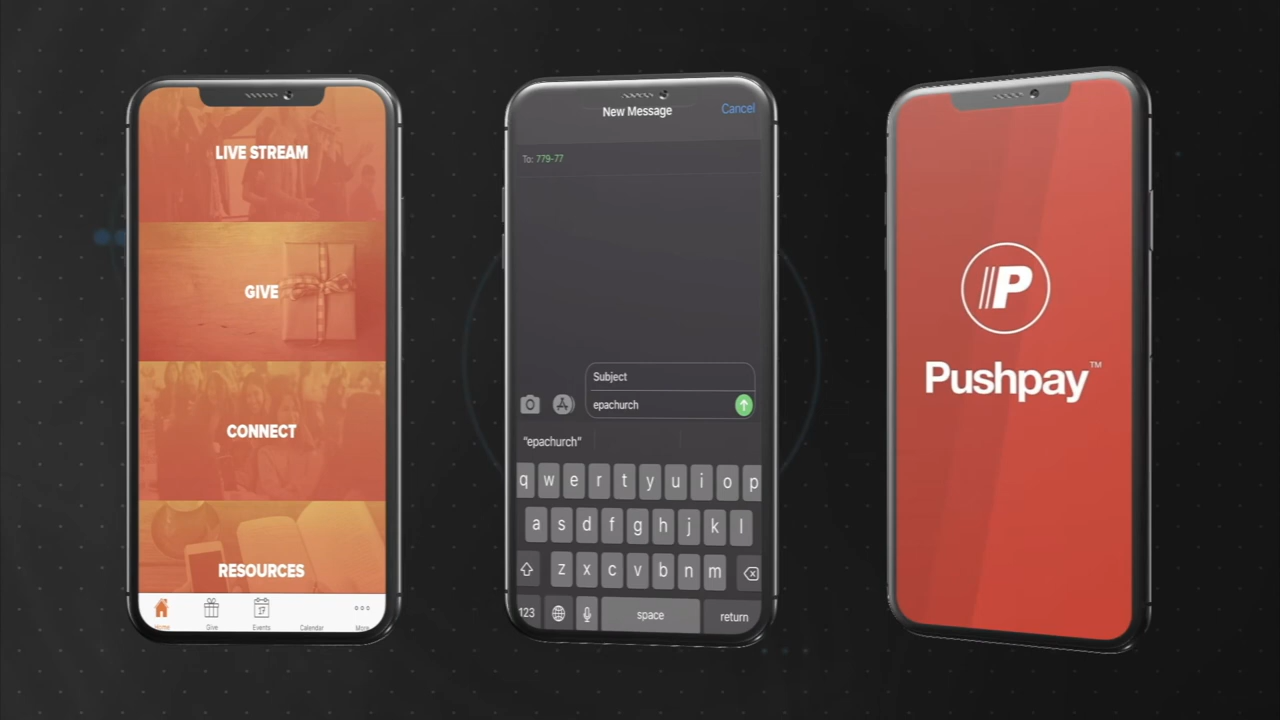 LIVE STREAM
GIVE
CONNECT
RESOURCES
Home
Give
Events
Calendar
More
17
New Message
Cancel
To: 779-77
Subject
epachurch
"epachurch"
q w e r t y u i o p
a s d f g h j k l
z x c v b n m
123
space
return
P
Pushpay™